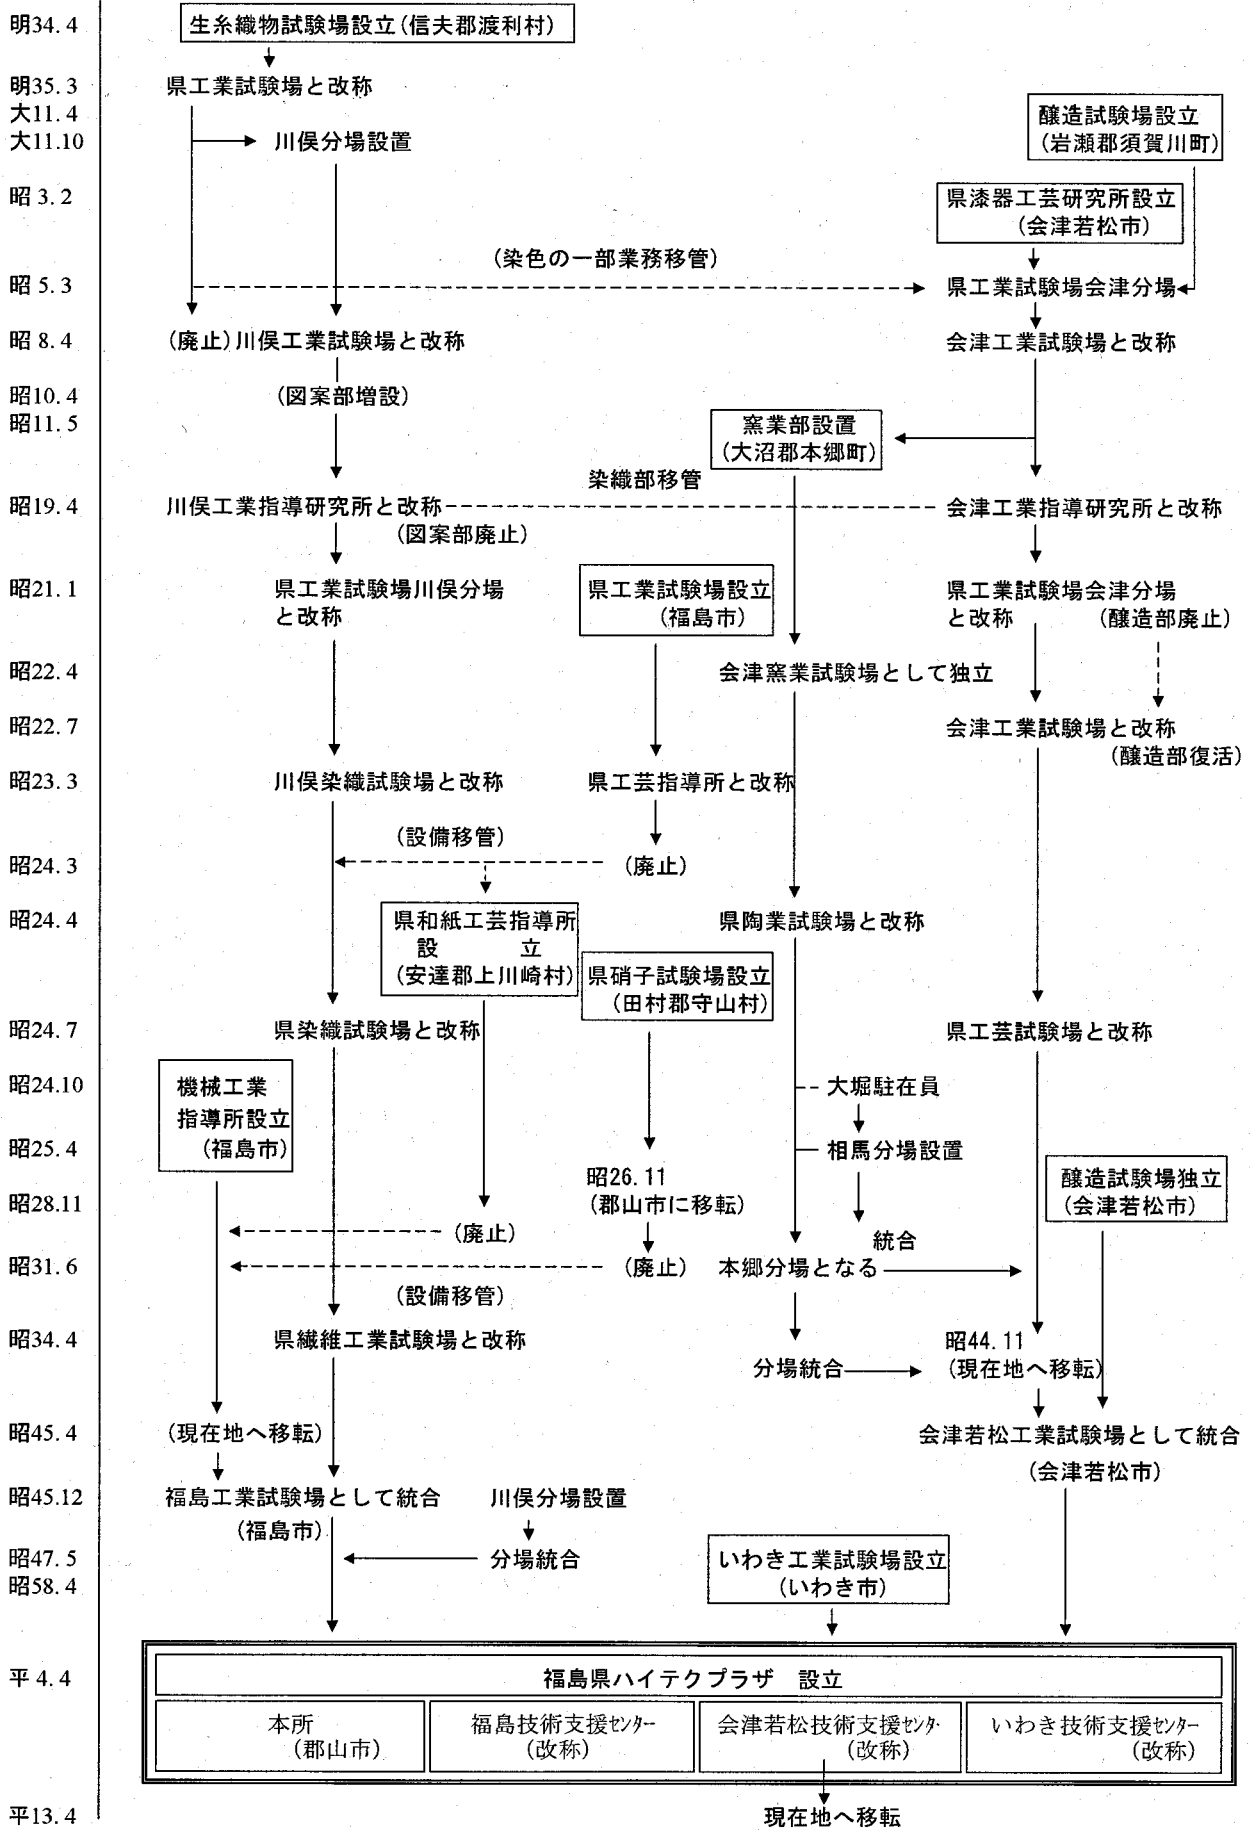 明34.4 生糸織物試験場設立(信夫郡渡利村)
明35.3 県工業試験場と改称
大11.4 醸造試験場設立
(岩瀬郡須賀川町)
大11.10 川俣分場設置
昭3.2 県漆器工芸研究所設立
(会津若松市)
(染色の一部業務移管)
昭5.3 県工業試験場会津分場
昭8.4 (廃止)川俣工業試験場と改称 会津工業試験場と改称
昭10.4 (図案部増設)
昭11.5 窯業部設置
(大沼郡本郷町)
染織部移管
昭19.4 川俣工業指導研究所と改称 会津工業指導研究所と改称
(図案部廃止)
昭21.1 県工業試験場川俣分場 県工業試験場設立 県工業試験場会津分場
と改称 (福島市) と改称 (醸造部廃止)
昭22.4 会津窯業試験場として独立
昭22.7 会津工業試験場と改称
(醸造部復活)
昭23.3 川俣染織試験場と改称 県工芸指導所と改称
(設備移管)
昭24.3 (廃止)
昭24.4 県和紙工芸指導所 県陶業試験場と改称
設 立
(安達郡上川崎村) 県硝子試験場設立
(田村郡守山村)
昭24.7 県染織試験場と改称 県工芸試験場と改称
昭24.10 機械工業 大堀駐在員
指導所設立
昭25.4 (福島市) 相馬分場設置
昭26.11 醸造試験場独立
昭28.11 (郡山市に移転) (会津若松市)
(廃止) 統合
昭31.6 (廃止) 本郷分場となる
(設備移管)
昭34.4 県繊維工業試験場と改称 昭44.11
分場統合 (現在地へ移転)
昭45.4 (現在地へ移転) 会津若松工業試験場として統合
(会津若松市)
昭45.12 福島工業試験場として統合 川俣分場設置
(福島市)
昭47.5 分場統合 いわき工業試験場設立
昭58.4 (いわき市)
平4.4 福島県ハイテクプラザ 設立
本所 福島技術支援センター 会津若松技術支援センター いわき技術支援センター
(郡山市) (改称) (改称) (改称)
平13.4 現在地へ移転